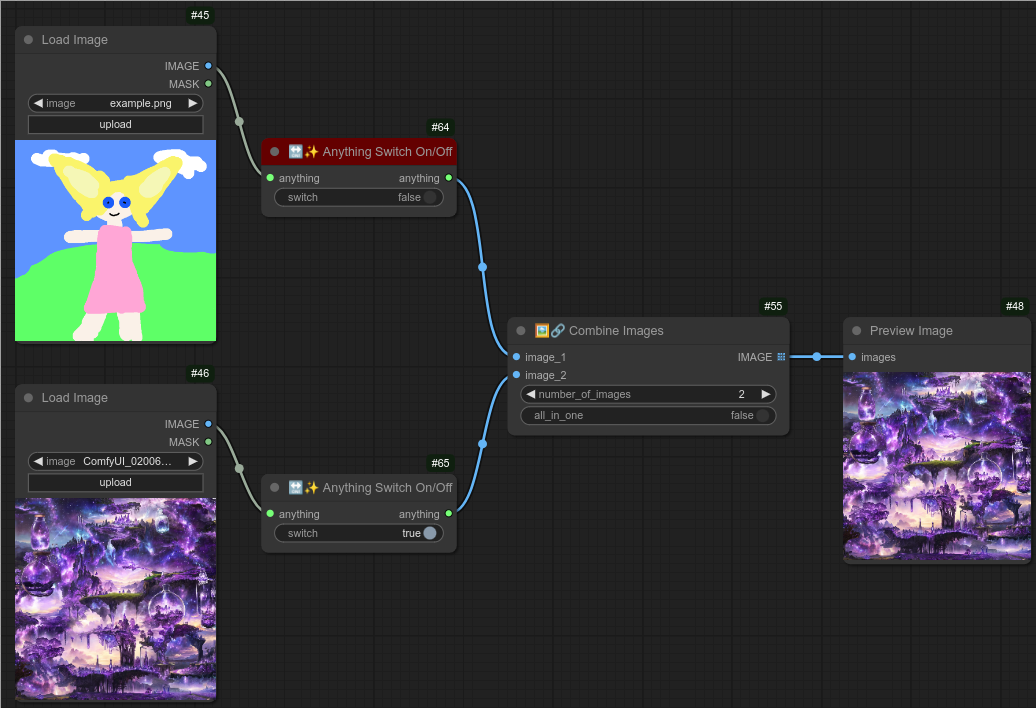 #45
Load Image
IMAGE
MASK
image example.png
upload
#64
Anything Switch On/Off
anything anything
switch false
#55
Combine Images
image_1 IMAGE
image_2
number_of_images 2
all_in_one false
#48
Preview Image
images
#46
Load Image
IMAGE
MASK
image ComfyUI_02006...
upload
#65
Anything Switch On/Off
anything anything
switch true